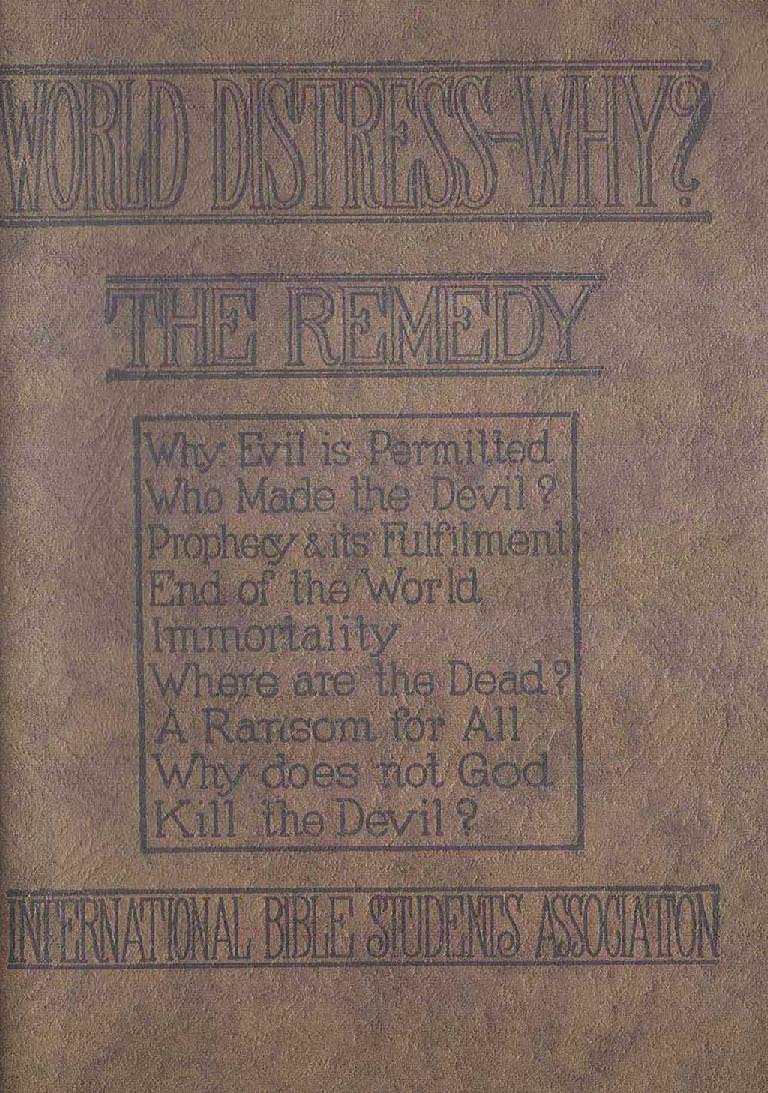 WORLD DISTRESS-WHY?
THE REMEDY
Why Evil is Permitted
Who Made the Devil?
Prophecy & its Fulfilment
End of the World
Immortality
Where are the Dead?
A Ransom for All
Why does not God
Kill the Devil?
INTERNATIONAL BIBLE STUDENTS ASSOCIATION